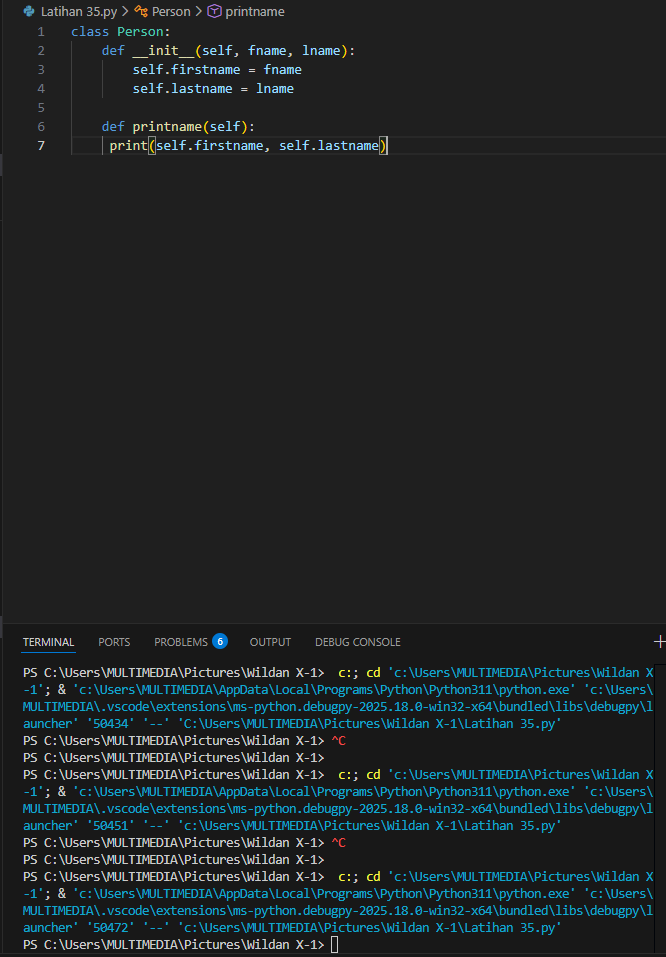 Latihan 35.py > Person > printname
1 class Person:
2     def __init__(self, fname, lname):
3         self.firstname = fname
4         self.lastname = lname
5
6     def printname(self):
7      print(self.firstname, self.lastname)
TERMINAL PORTS PROBLEMS 6 OUTPUT DEBUG CONSOLE
PS C:\Users\MULTIMEDIA\Pictures\Wildan X-1>  c:; cd 'c:\Users\MULTIMEDIA\Pictures\Wildan X
-1'; & 'c:\Users\MULTIMEDIA\AppData\Local\Programs\Python\Python311\python.exe' 'c:\Users\
MULTIMEDIA\.vscode\extensions\ms-python.debugpy-2025.18.0-win32-x64\bundled\libs\debugpy\l
auncher' '50434' '--' 'C:\Users\MULTIMEDIA\Pictures\Wildan X-1\Latihan 35.py'
PS C:\Users\MULTIMEDIA\Pictures\Wildan X-1> ^C
PS C:\Users\MULTIMEDIA\Pictures\Wildan X-1>
PS C:\Users\MULTIMEDIA\Pictures\Wildan X-1>  c:; cd 'c:\Users\MULTIMEDIA\Pictures\Wildan X
-1'; & 'c:\Users\MULTIMEDIA\AppData\Local\Programs\Python\Python311\python.exe' 'c:\Users\
MULTIMEDIA\.vscode\extensions\ms-python.debugpy-2025.18.0-win32-x64\bundled\libs\debugpy\l
auncher' '50451' '--' 'c:\Users\MULTIMEDIA\Pictures\Wildan X-1\Latihan 35.py'
PS C:\Users\MULTIMEDIA\Pictures\Wildan X-1> ^C
PS C:\Users\MULTIMEDIA\Pictures\Wildan X-1>
PS C:\Users\MULTIMEDIA\Pictures\Wildan X-1>  c:; cd 'c:\Users\MULTIMEDIA\Pictures\Wildan X
-1'; & 'c:\Users\MULTIMEDIA\AppData\Local\Programs\Python\Python311\python.exe' 'c:\Users\
MULTIMEDIA\.vscode\extensions\ms-python.debugpy-2025.18.0-win32-x64\bundled\libs\debugpy\l
auncher' '50472' '--' 'c:\Users\MULTIMEDIA\Pictures\Wildan X-1\Latihan 35.py'
PS C:\Users\MULTIMEDIA\Pictures\Wildan X-1>